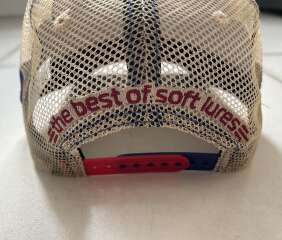 the best of soft lures